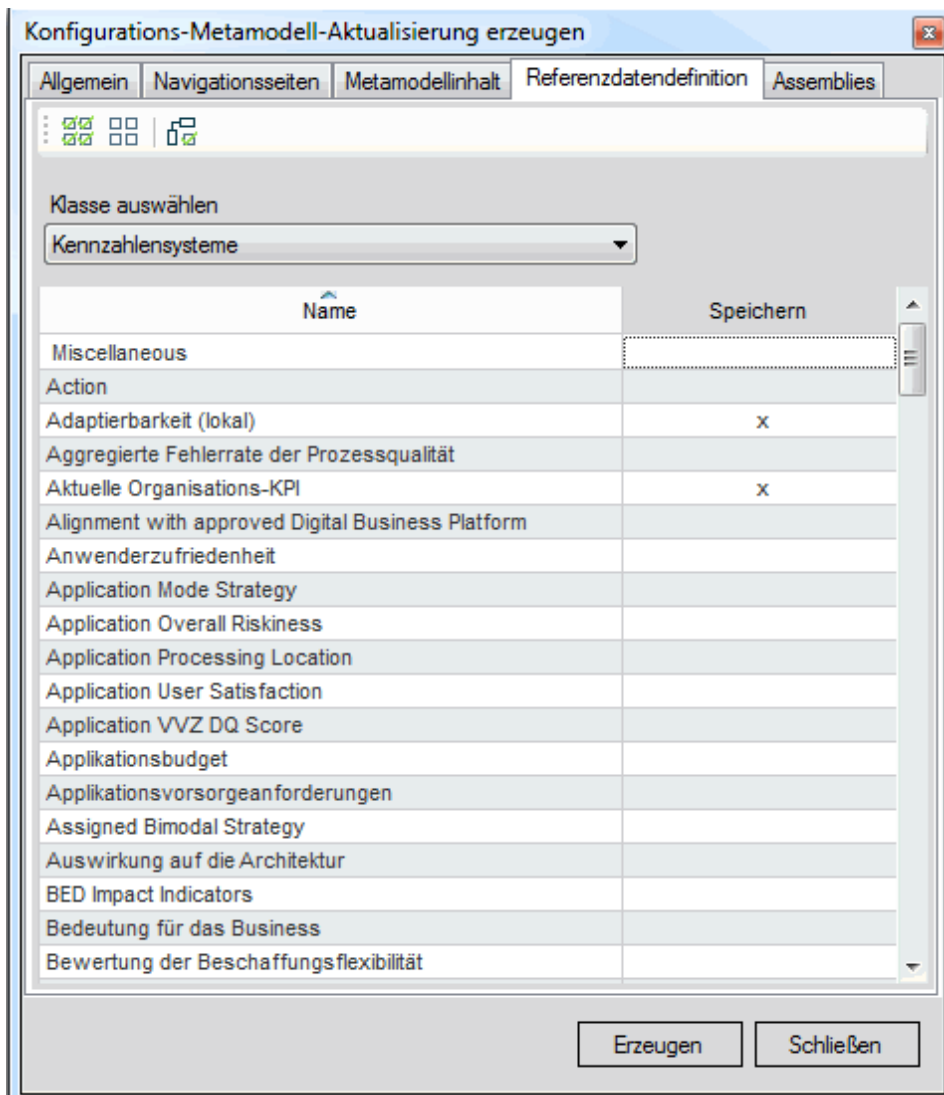 Konfigurations-Metamodell-Aktualisierung erzeugen
Allgemein Navigationsseiten Metamodellinhalt Referenzdatendefinition Assemblies
Klasse auswählen
Kennzahlensysteme
Name Speichern
Miscellaneous
Action
Adaptierbarkeit (lokal) x
Aggregierte Fehlerrate der Prozessqualität
Aktuelle Organisations-KPI x
Alignment with approved Digital Business Platform
Anwenderzufriedenheit
Application Mode Strategy
Application Overall Riskiness
Application Processing Location
Application User Satisfaction
Application VVZ DQ Score
Applikationsbudget
Applikationsvorsorgeanforderungen
Assigned Bimodal Strategy
Auswirkung auf die Architektur
BED Impact Indicators
Bedeutung für das Business
Bewertung der Beschaffungsflexibilität
Erzeugen Schließen